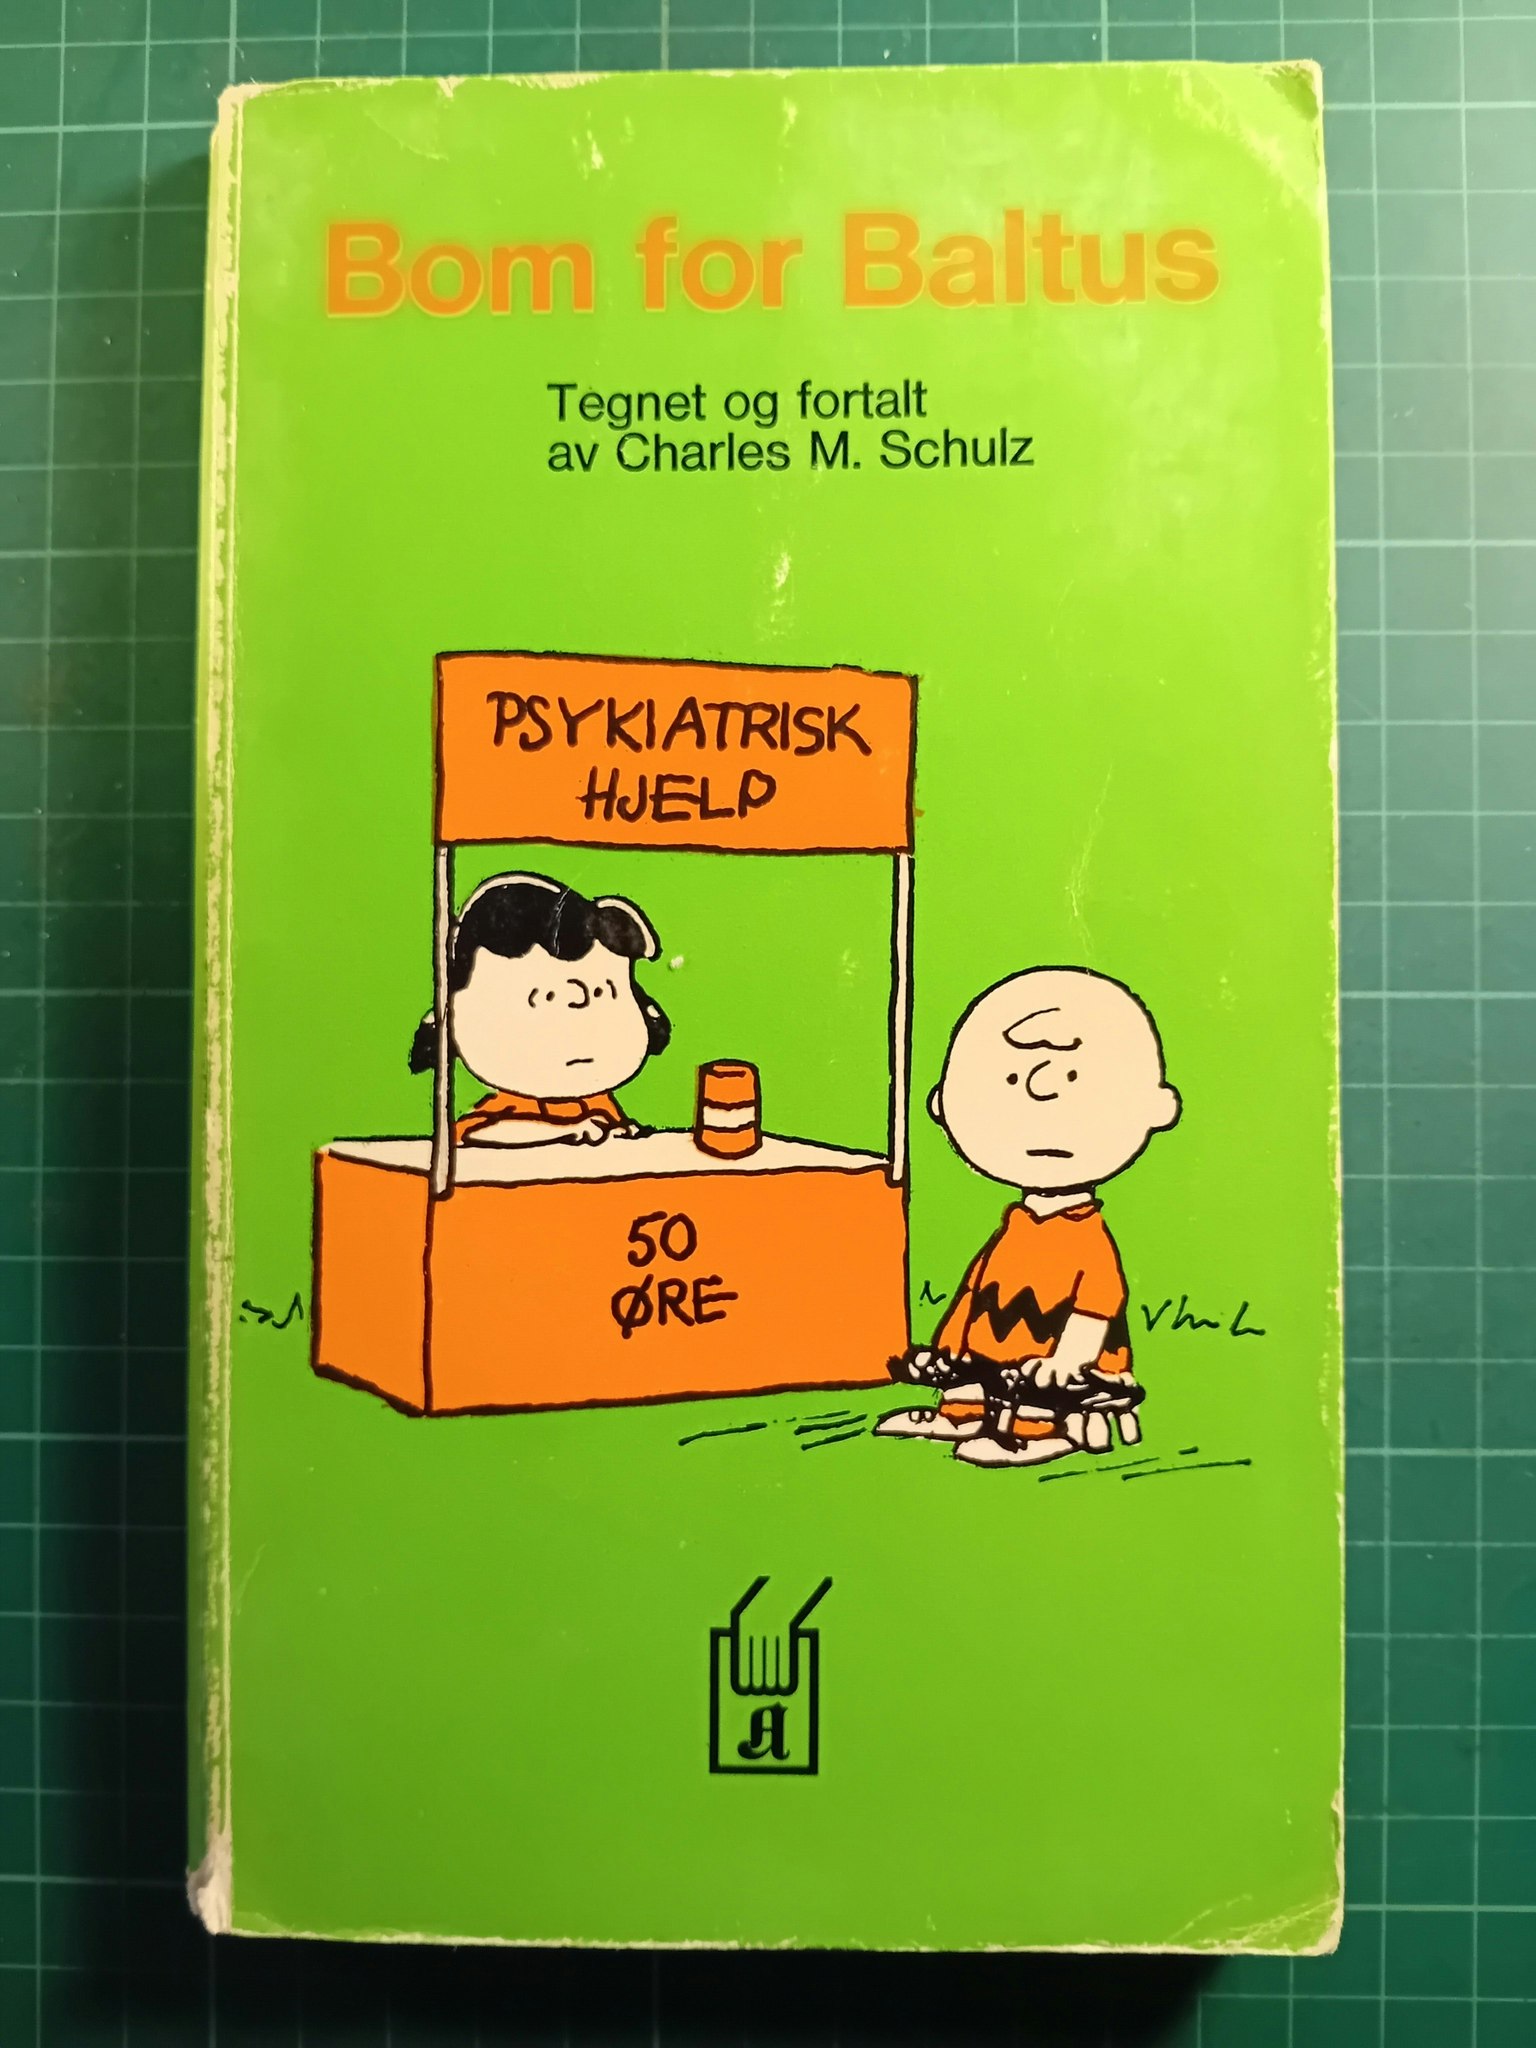 Bom for Baltus
Tegnet og fortalt
av Charles M. Schulz
PSYKIATRISK
HJELP
50
ØRE
A